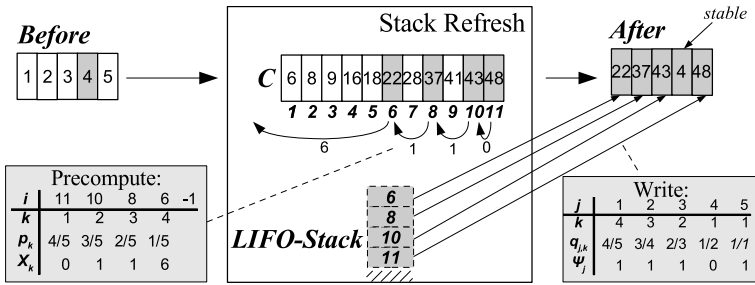 Stack Refresh
stable
Before
After
1 2 3 4 5
C 6 8 9 16 18 22 28 37 41 43 48
22 37 43 4 48
1 2 3 4 5 6 7 8 9 10 11
6 1 1 0
Precompute:
i 11 10 8 6 -1
k 1 2 3 4
pk 4/5 3/5 2/5 1/5
Xk 0 1 1 6
LIFO-Stack
6
8
10
11
Write:
j 1 2 3 4 5
k 4 3 2 1 1
qj,k 4/5 3/4 2/3 1/2 1/1
Ψj 1 1 1 0 1